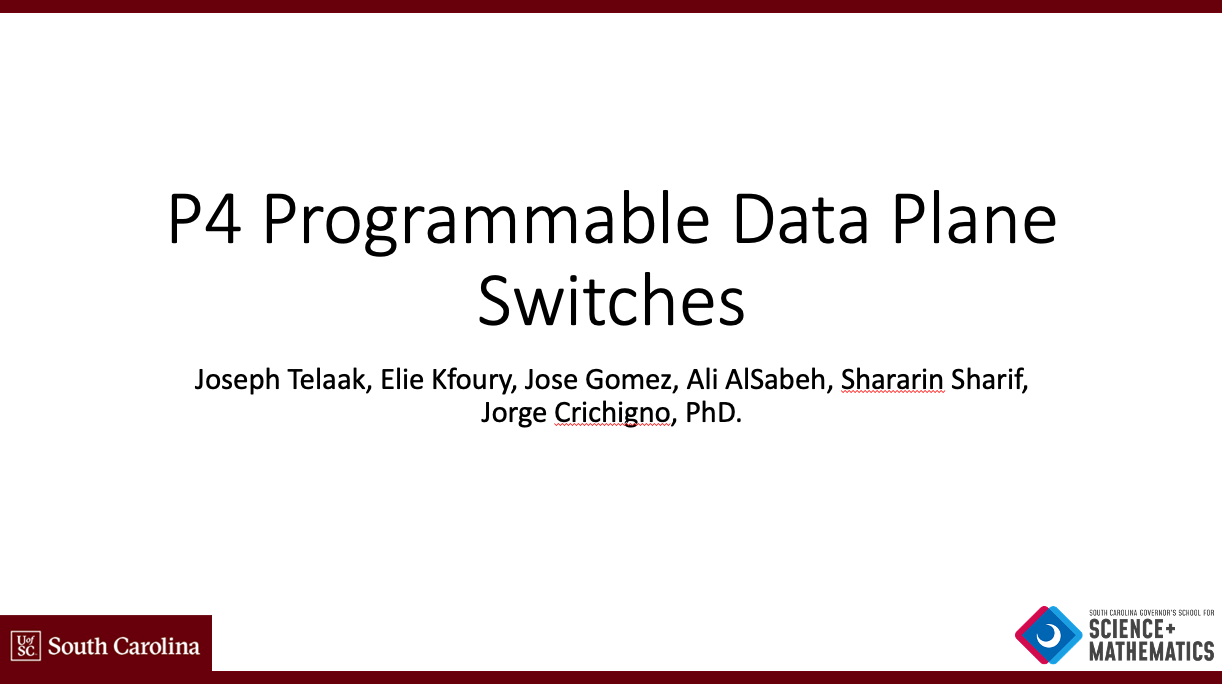 P4 Programmable Data Plane
Switches
Joseph Telaak, Elie Kfoury, Jose Gomez, Ali AlSabeh, Shararin Sharif,
Jorge Crichigno, PhD.
UofSC South Carolina
SOUTH CAROLINA GOVERNOR'S SCHOOL FOR
SCIENCE+
MATHEMATICS